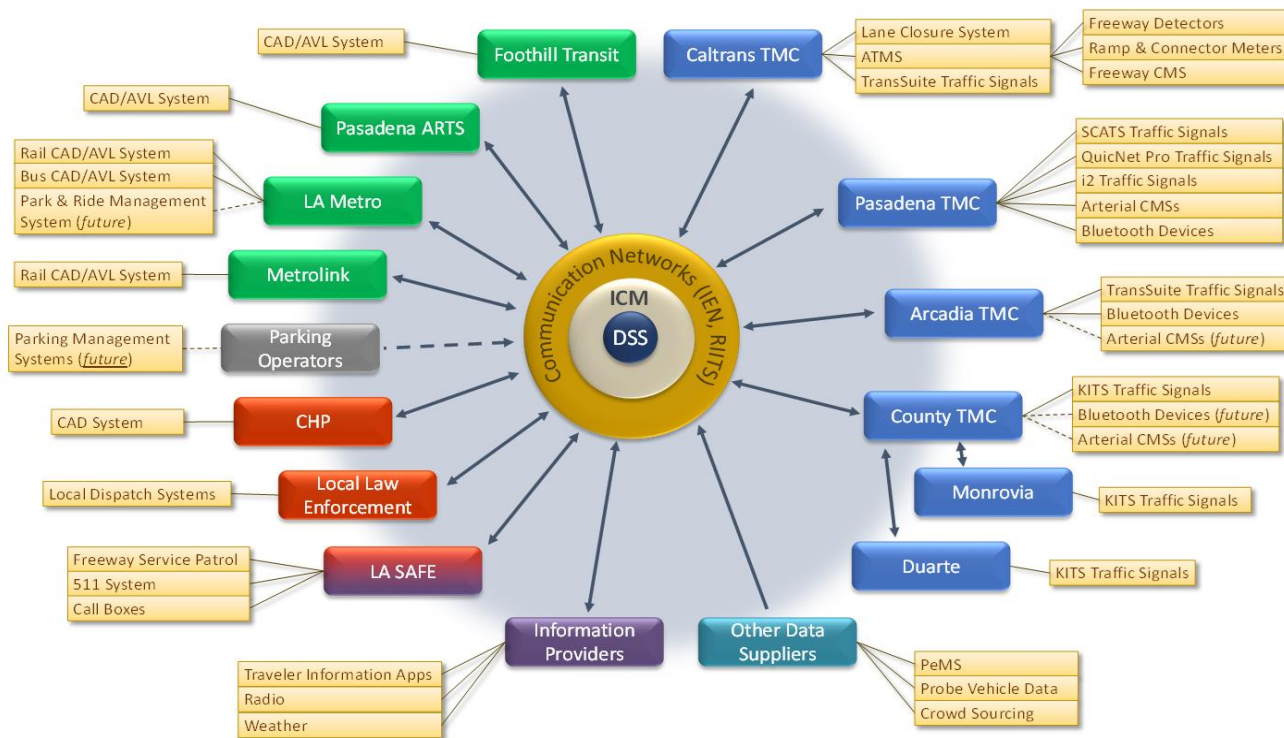 CAD/AVL System
Foothill Transit
Caltrans TMC
Lane Closure System
ATMS
TransSuite Traffic Signals
Freeway Detectors
Ramp & Connector Meters
Freeway CMS
CAD/AVL System
Pasadena ARTS
Rail CAD/AVL System
Bus CAD/AVL System
Park & Ride Management
System (future)
LA Metro
Pasadena TMC
SCATS Traffic Signals
QuicNet Pro Traffic Signals
i2 Traffic Signals
Arterial CMSs
Bluetooth Devices
Rail CAD/AVL System
Metrolink
Communication Networks (IEN, RIITS)
ICM
DSS
Arcadia TMC
TransSuite Traffic Signals
Bluetooth Devices
Arterial CMSs (future)
Parking Management
Systems (future)
Parking
Operators
CAD System
CHP
County TMC
KITS Traffic Signals
Bluetooth Devices (future)
Arterial CMSs (future)
Local Dispatch Systems
Local Law
Enforcement
Monrovia
KITS Traffic Signals
Freeway Service Patrol
511 System
Call Boxes
LA SAFE
Duarte
KITS Traffic Signals
Information
Providers
Traveler Information Apps
Radio
Weather
Other Data
Suppliers
PeMS
Probe Vehicle Data
Crowd Sourcing